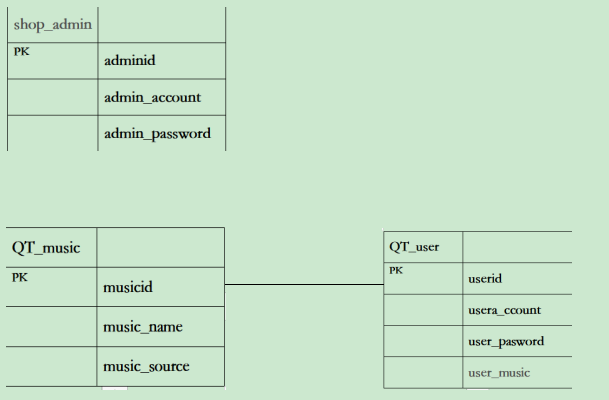 shop_admin
PK
adminid
admin_account
admin_password
QT_music
PK
musicid
music_name
music_source
QT_user
PK
userid
usera_ccount
user_pasword
user_music